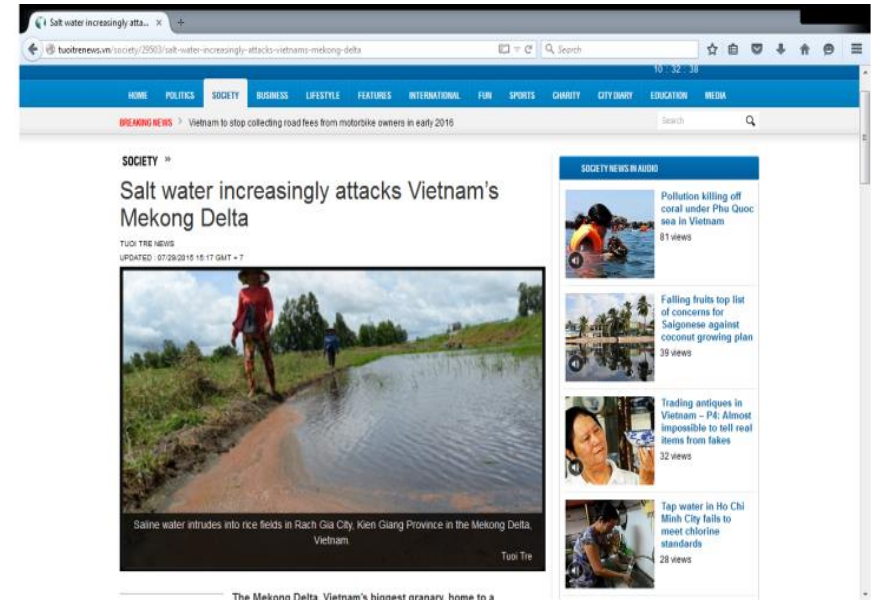 Salt water increasingly atta...
tuoitrenews.vn/society/29503/salt-water-increasingly-attacks-vietnams-mekong-delta
Search
10 : 32 : 38
HOME POLITICS SOCIETY BUSINESS LIFESTYLE FEATURES INTERNATIONAL FUN SPORTS CHARITY CITY DIARY EDUCATION MEDIA
BREAKING NEWS > Vietnam to stop collecting road fees from motorbike owners in early 2016
Search
SOCIETY »
Salt water increasingly attacks Vietnam's
Mekong Delta
TUOI TRE NEWS
UPDATED : 07/29/2015 15:17 GMT + 7
Saline water intrudes into rice fields in Rach Gia City, Kien Giang Province in the Mekong Delta,
Vietnam.
Tuoi Tre
The Mekong Delta, Vietnam's biggest granary, home to a
SOCIETY NEWS IN AUDIO
Pollution killing off
coral under Phu Quoc
sea in Vietnam
81 views
Falling fruits top list
of concerns for
Saigonese against
coconut growing plan
39 views
Trading antiques in
Vietnam – P4: Almost
impossible to tell real
items from fakes
32 views
Tap water in Ho Chi
Minh City fails to
meet chlorine
standards
28 views